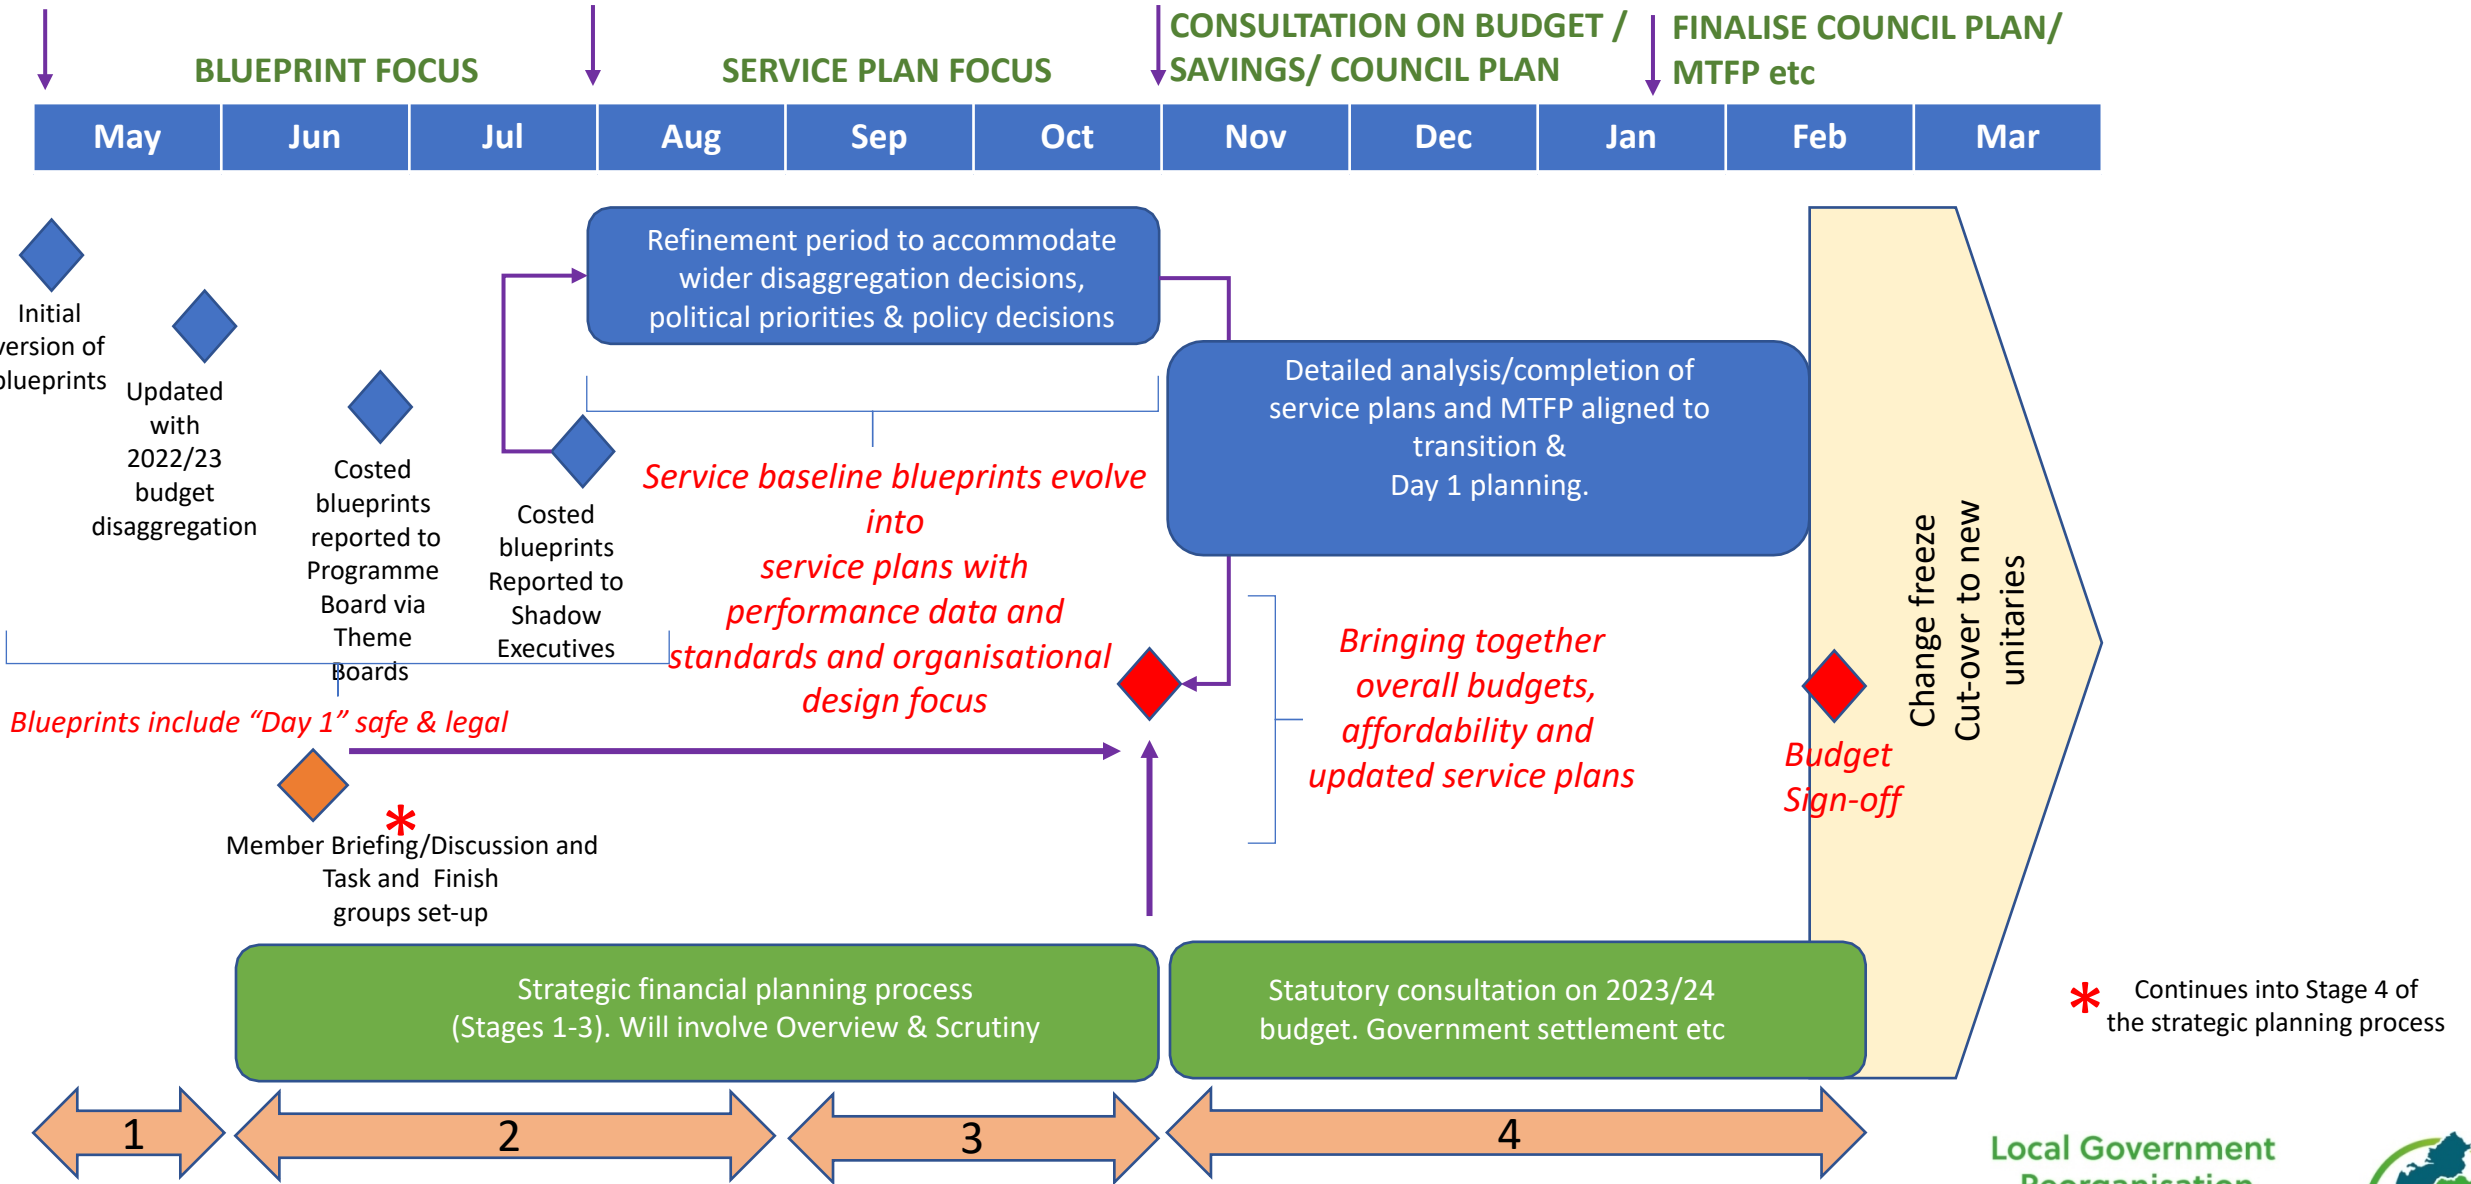 BLUEPRINT FOCUS
SERVICE PLAN FOCUS
CONSULTATION ON BUDGET /
SAVINGS/ COUNCIL PLAN
FINALISE COUNCIL PLAN/
MTFP etc
May
Jun
Jul
Aug
Sep
Oct
Nov
Dec
Jan
Feb
Mar
Initial
version of
blueprints
Updated
with
2022/23
budget
disaggregation
Costed
blueprints
reported to
Programme
Board via
Theme
Boards
Costed
blueprints
Reported to
Shadow
Executives
Refinement period to accommodate
wider disaggregation decisions,
political priorities & policy decisions
Service baseline blueprints evolve
into
service plans with
performance data and
standards and organisational
design focus
Detailed analysis/completion of
service plans and MTFP aligned to
transition &
Day 1 planning.
Bringing together
overall budgets,
affordability and
updated service plans
Change freeze
Cut-over to new
unitaries
Budget
Sign-off
Blueprints include “Day 1” safe & legal
*
Member Briefing/Discussion and
Task and Finish
groups set-up
Strategic financial planning process
(Stages 1-3). Will involve Overview & Scrutiny
Statutory consultation on 2023/24
budget. Government settlement etc
* Continues into Stage 4 of
the strategic planning process
1
2
3
4
Local Government
Reorganisation